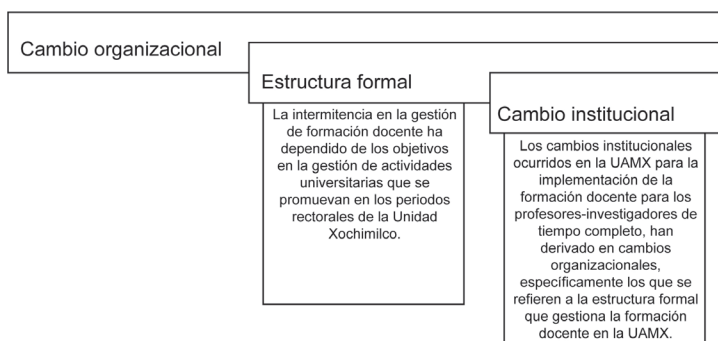 Cambio organizacional
Estructura formal
La intermitencia en la gestión
de formación docente ha
dependido de los objetivos
en la gestión de actividades
universitarias que se
promuevan en los periodos
rectorales de la Unidad
Xochimilco.
Cambio institucional
Los cambios institucionales
ocurridos en la UAMX para la
implementación de la
formación docente para los
profesores-investigadores de
tiempo completo, han
derivado en cambios
organizacionales,
específicamente los que se
refieren a la estructura formal
que gestiona la formación
docente en la UAMX.